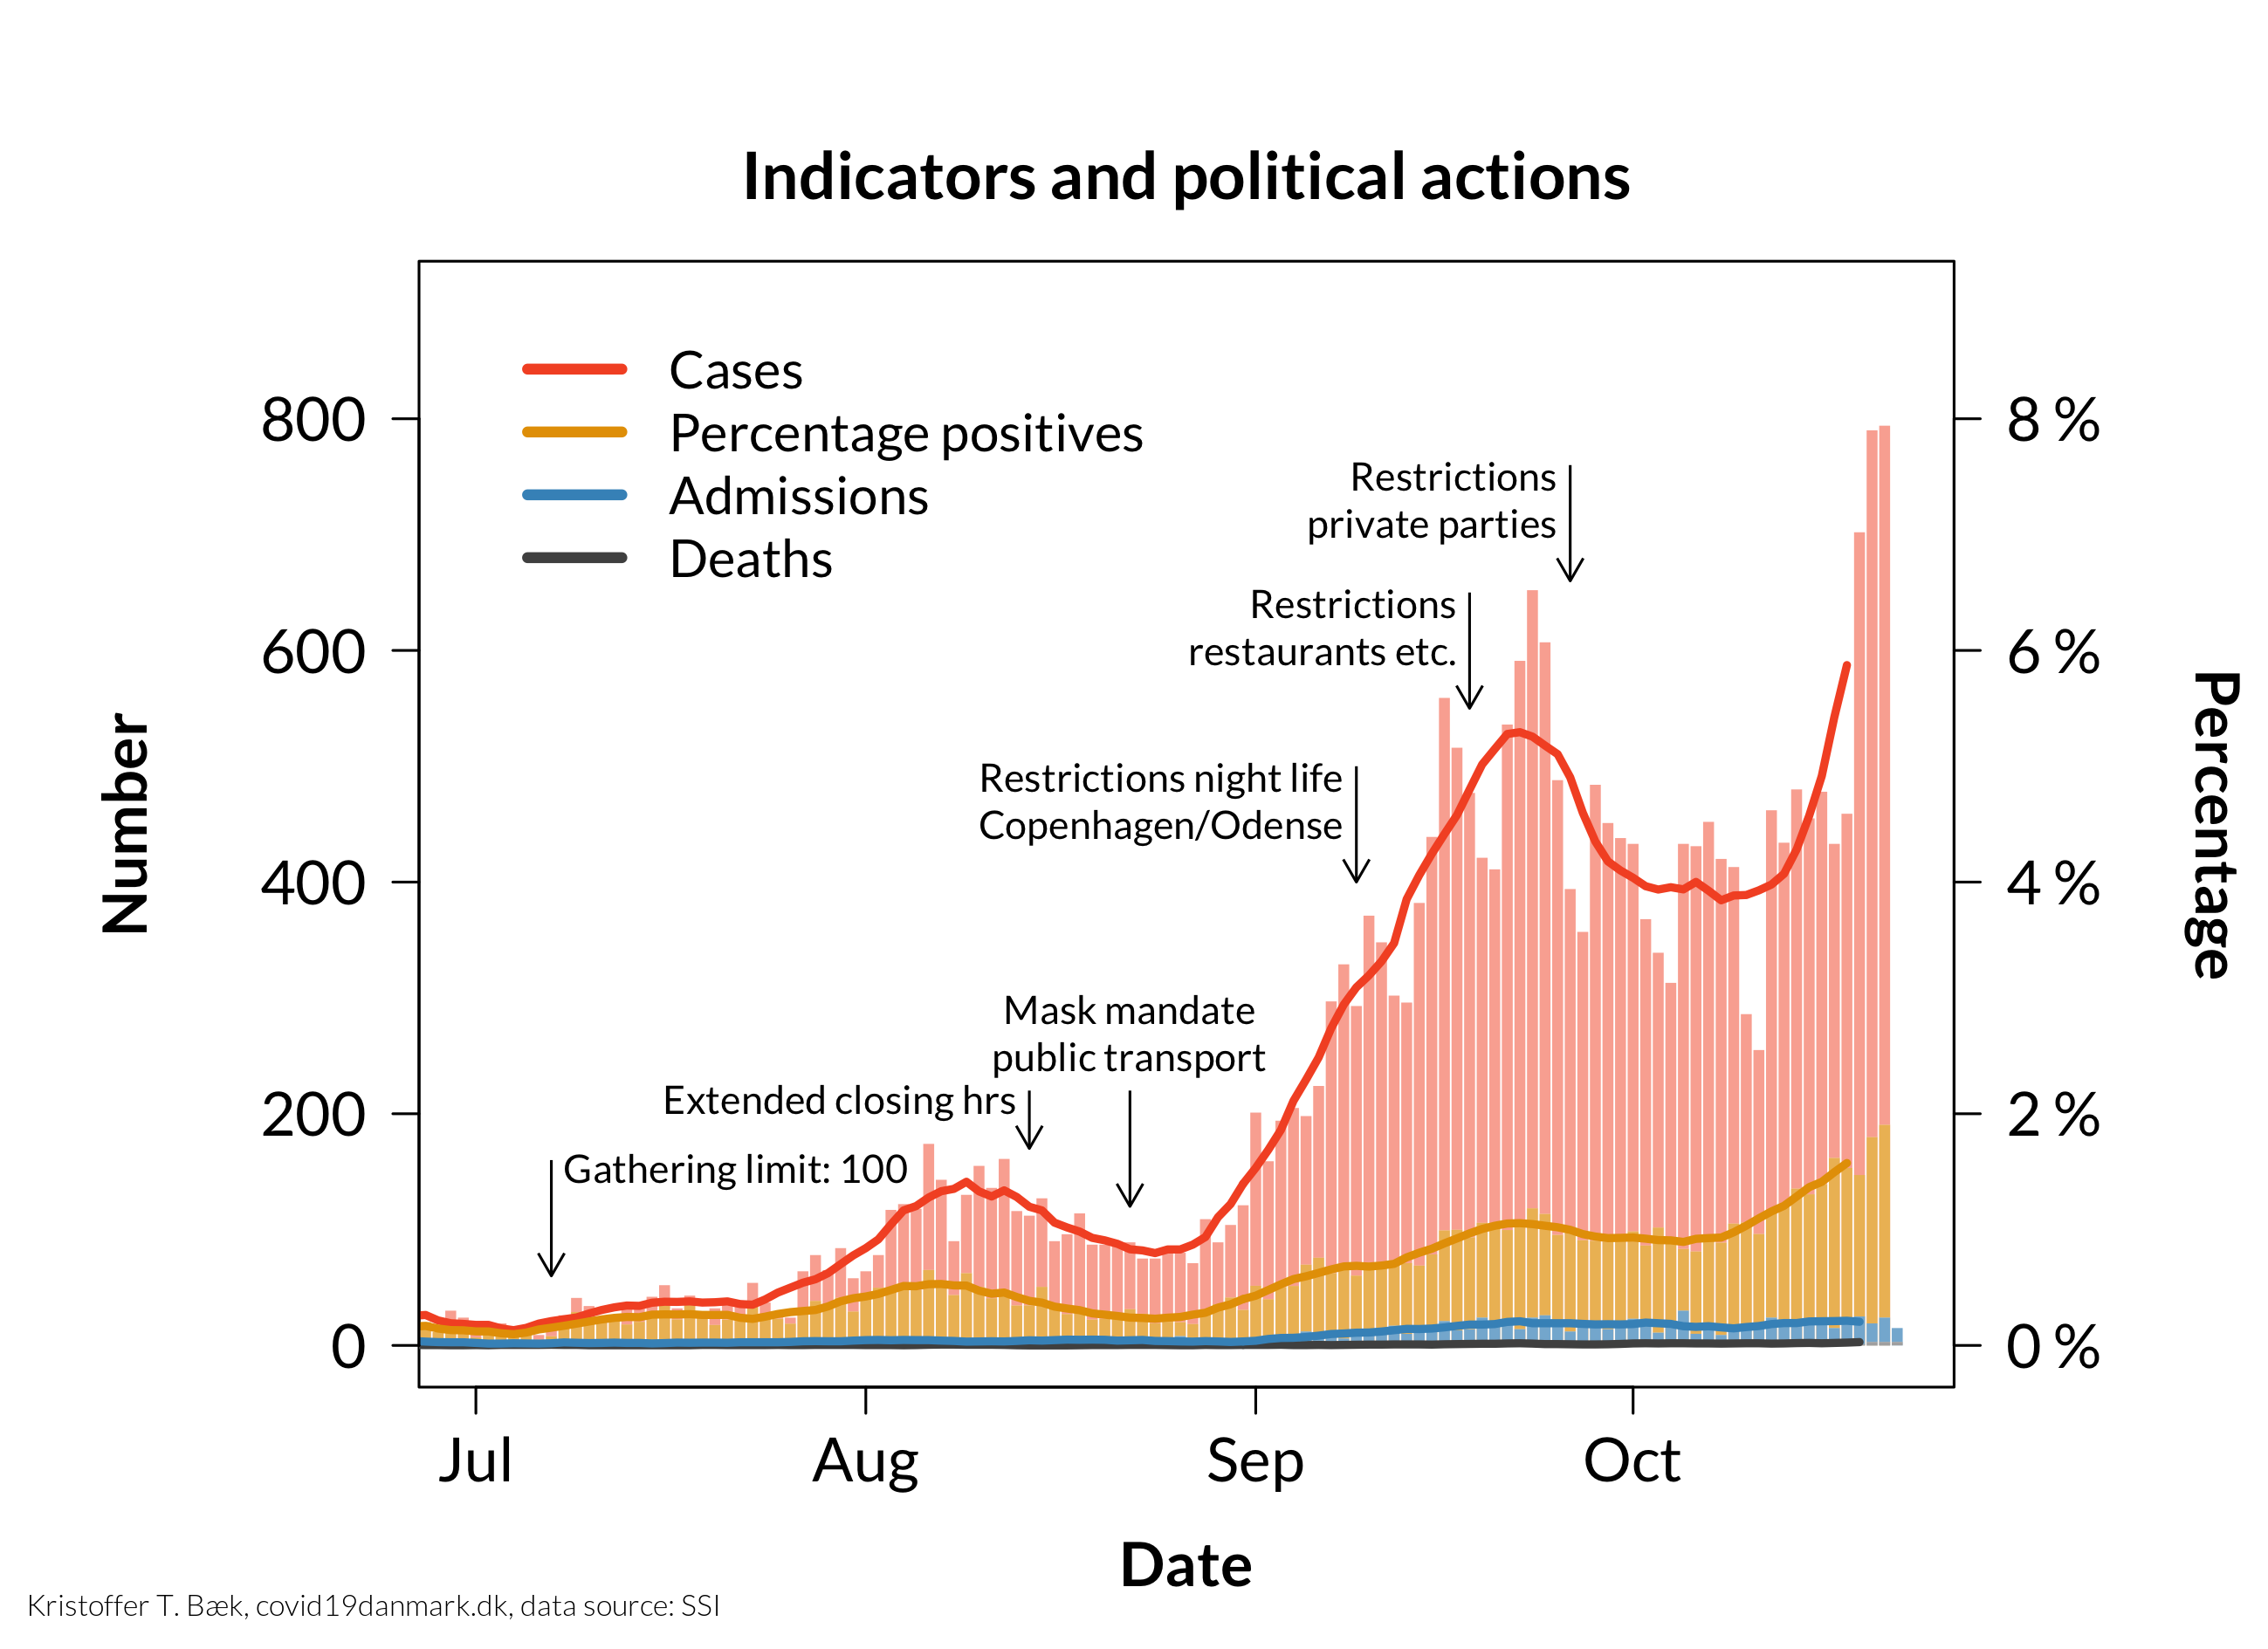 Indicators and political actions
Cases
Percentage positives
Admissions
Deaths
800
600
400
200
0
8 %
6 %
4 %
2 %
0 %
Number
Percentage
Restrictions
private parties
Restrictions
restaurants etc.
Restrictions night life
Copenhagen/Odense
Mask mandate
public transport
Extended closing hrs
Gathering limit: 100
Jul
Aug
Sep
Oct
Date
Kristoffer T. Bæk, covid19danmark.dk, data source: SSI